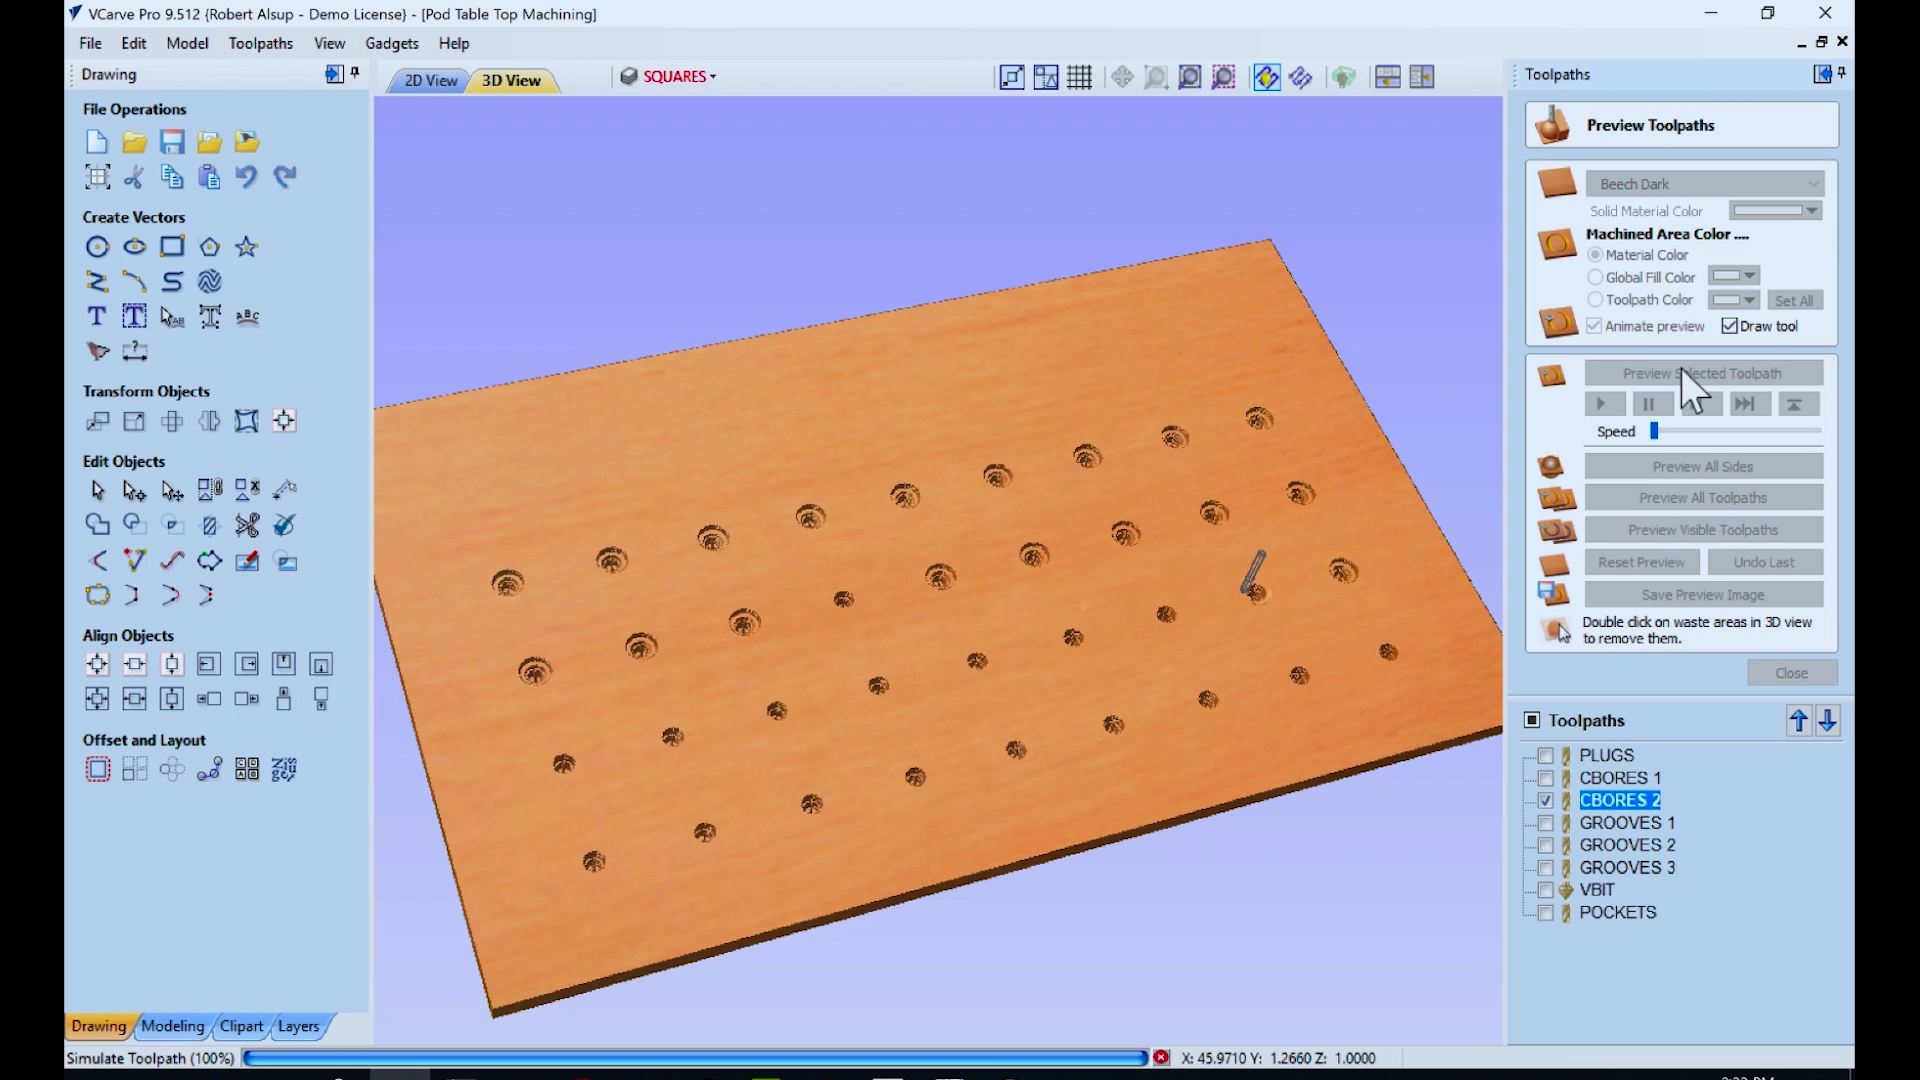 VCarve Pro 9.512 {Robert Alsup - Demo License} - [Pod Table Top Machining]
File Edit Model Toolpaths View Gadgets Help
Drawing
2D View 3D View SQUARES
Toolpaths
File Operations
Create Vectors
Transform Objects
Edit Objects
Align Objects
Offset and Layout
Preview Toolpaths
Beech Dark
Solid Material Color
Machined Area Color ....
Material Color
Global Fill Color
Toolpath Color Set All
Animate preview Draw tool
Preview Selected Toolpath
Speed
Preview All Sides
Preview All Toolpaths
Preview Visible Toolpaths
Reset Preview Undo Last
Save Preview Image
Double click on waste areas in 3D view
to remove them.
Close
Toolpaths
PLUGS
CBORES 1
CBORES 2
GROOVES 1
GROOVES 2
GROOVES 3
VBIT
POCKETS
Drawing Modeling Clipart Layers
Simulate Toolpath (100%) X: 45.9710 Y: 1.2660 Z: 1.0000